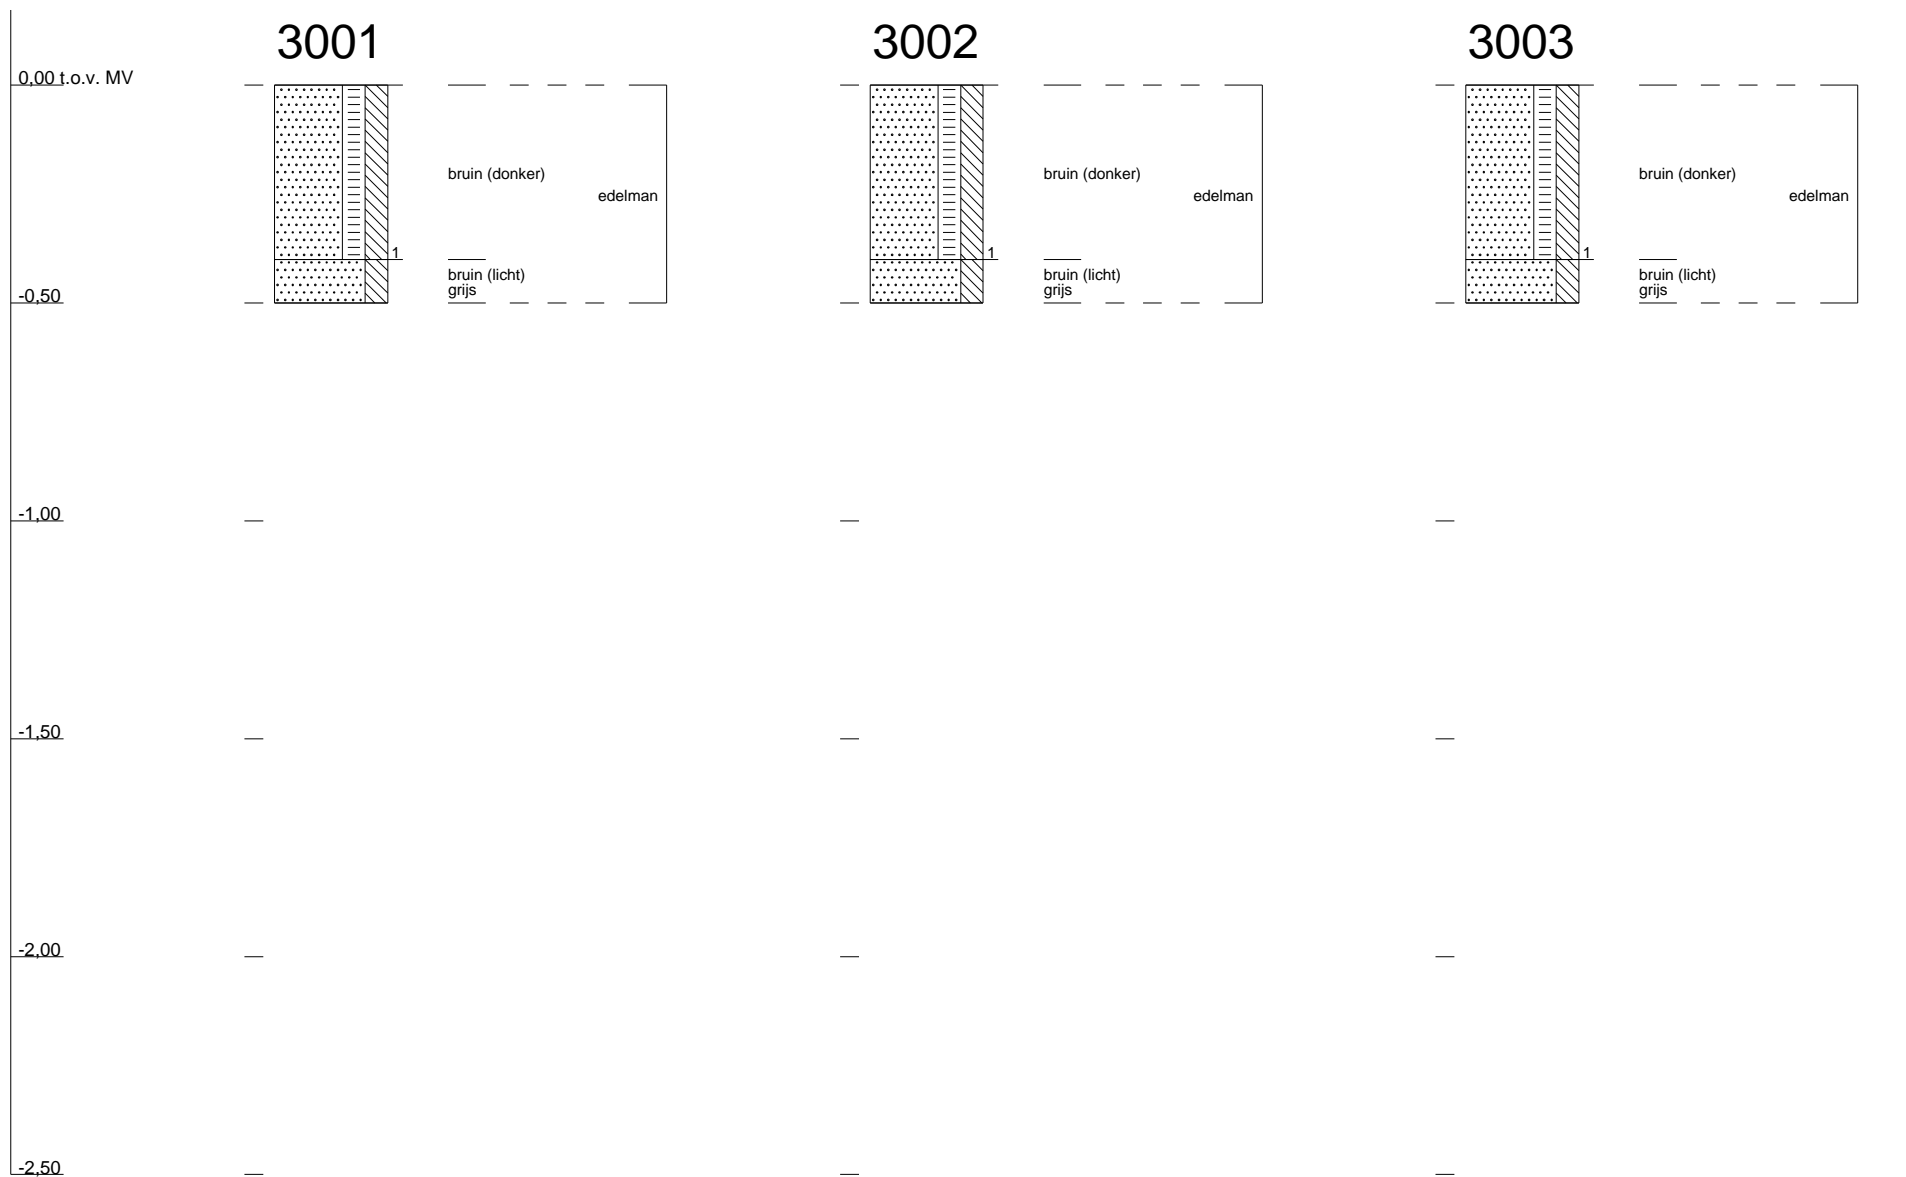 3001 3002 3003
0,00 t.o.v. MV
bruin (donker) bruin (donker) bruin (donker)
edelman edelman edelman
1 1 1
bruin (licht) bruin (licht) bruin (licht)
grijs grijs grijs
-0,50
-1,00
-1,50
-2,00
-2,50